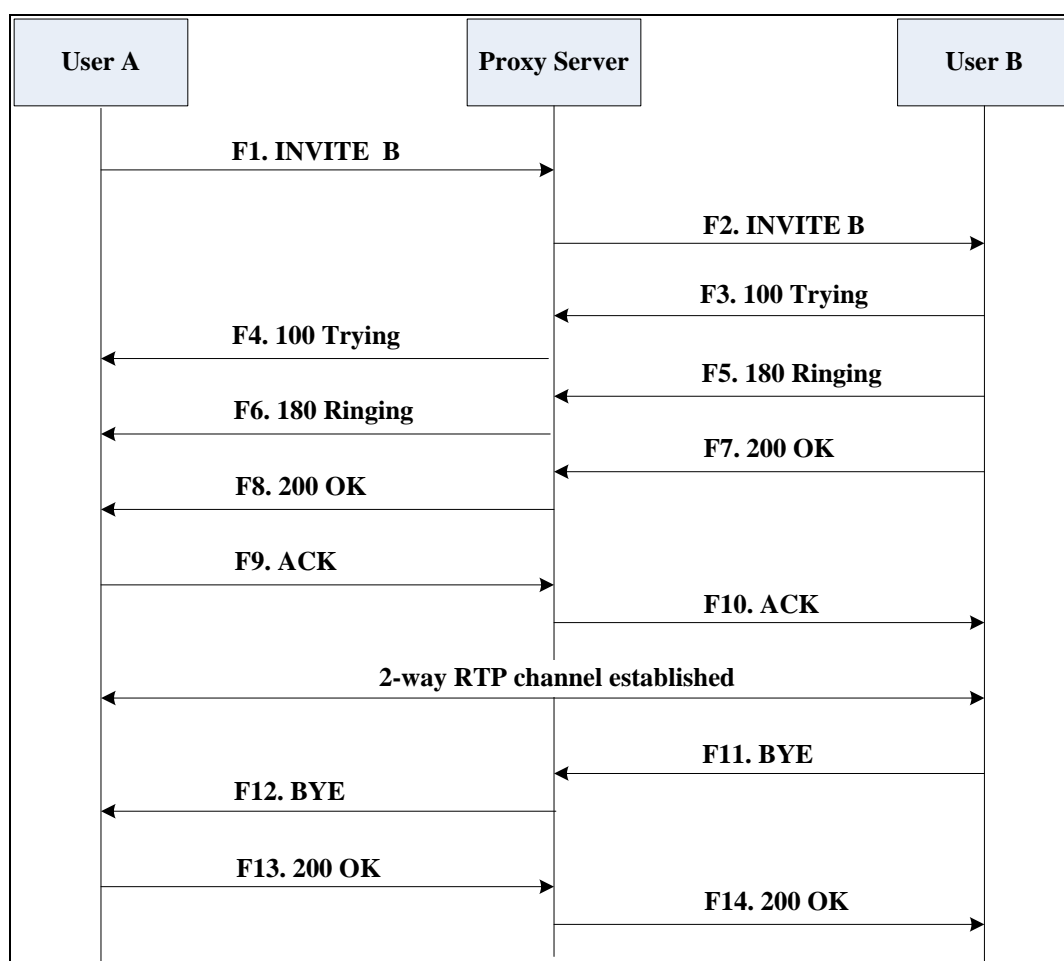 User A
Proxy Server
User B
F1. INVITE B
F2. INVITE B
F3. 100 Trying
F4. 100 Trying
F5. 180 Ringing
F6. 180 Ringing
F7. 200 OK
F8. 200 OK
F9. ACK
F10. ACK
2-way RTP channel established
F11. BYE
F12. BYE
F13. 200 OK
F14. 200 OK